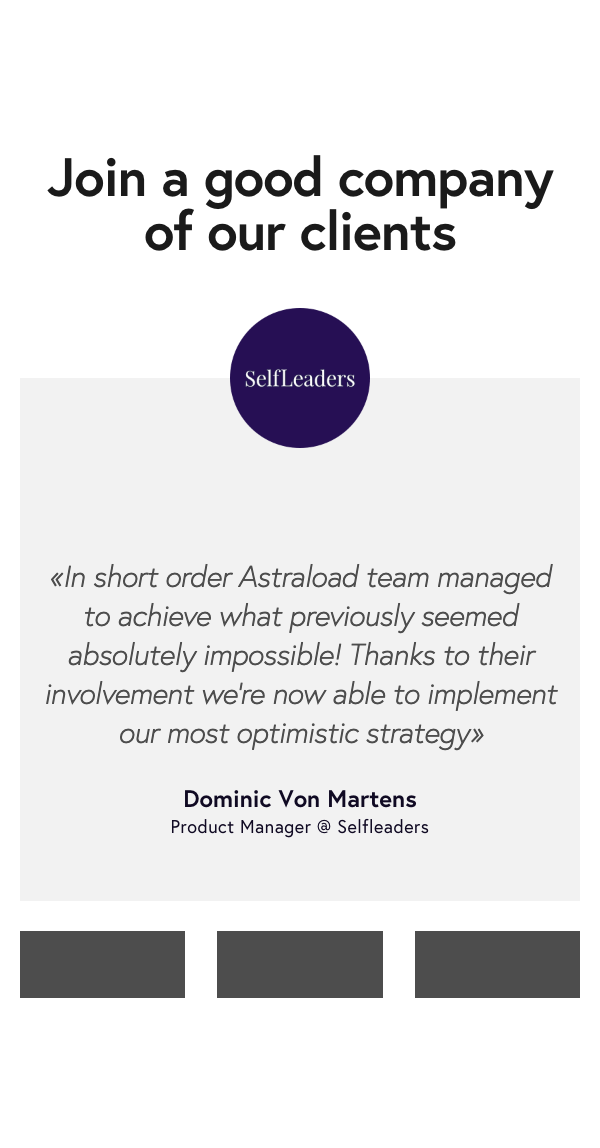 Join a good company
of our clients
SelfLeaders
«In short order Astraload team managed
to achieve what previously seemed
absolutely impossible! Thanks to their
involvement we're now able to implement
our most optimistic strategy»
Dominic Von Martens
Product Manager @ Selfleaders